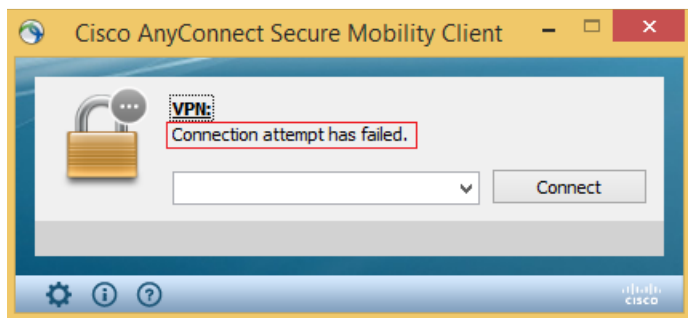 Cisco AnyConnect Secure Mobility Client
VPN:
Connection attempt has failed.
Connect
CISCO